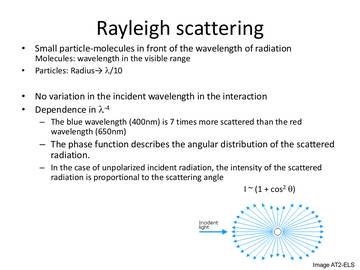 Rayleigh scattering
• Small particle-molecules in front of the wavelength of radiation
Molecules: wavelength in the visible range
• Particles: Radius→ λ/10
• No variation in the incident wavelength in the interaction
• Dependence in λ⁻⁴
– The blue wavelength (400nm) is 7 times more scattered than the red
wavelength (650nm)
– The phase function describes the angular distribution of the scattered
radiation.
– In the case of unpolarized incident radiation, the intensity of the scattered
radiation is proportional to the scattering angle
I ~ (1 + cos² θ)
Incident
light
Image AT2-ELS